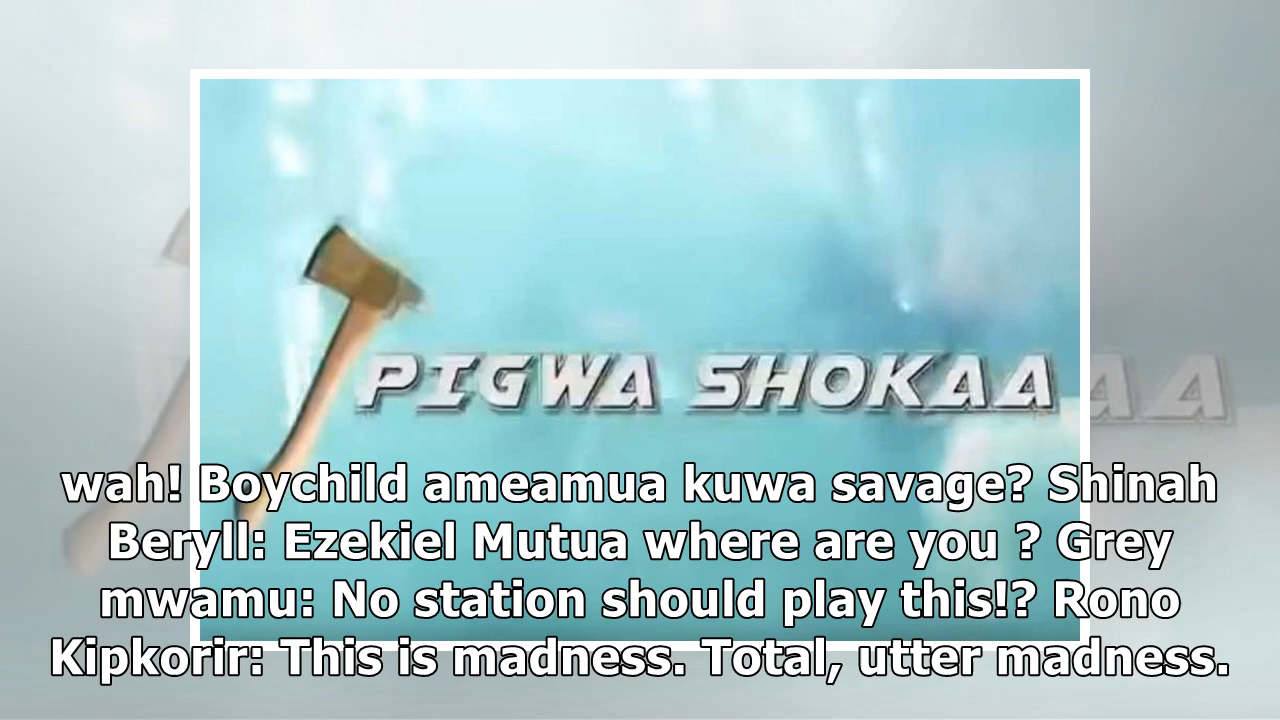 PIGWA SHOKAA
AA
wah! Boychild ameamua kuwa savage? Shinah
Beryll: Ezekiel Mutua where are you ? Grey
mwamu: No station should play this!? Rono
Kipkorir: This is madness. Total, utter madness.